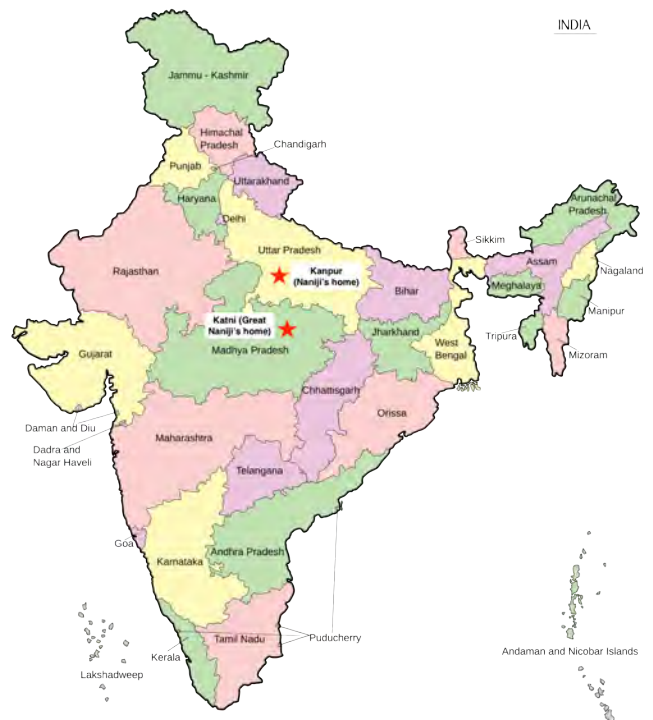 INDIA
Jammu - Kashmir
Himachal
Pradesh
Chandigarh
Punjab
Uttarakhand
Haryana
Delhi
Arunachal
Pradesh
Sikkim
Uttar Pradesh
Assam
Rajasthan
Kanpur
(Naniji's home)
Nagaland
Bihar
Meghalaya
Manipur
Katni (Great
Naniji's home)
Jharkhand
Tripura
West
Bengal
Madhya Pradesh
Gujarat
Mizoram
Chhattisgarh
Orissa
Daman and Diu
Maharashtra
Dadra and
Nagar Haveli
Telangana
Goa
Andhra Pradesh
Karnataka
Puducherry
Tamil Nadu
Kerala
Andaman and Nicobar Islands
Lakshadweep